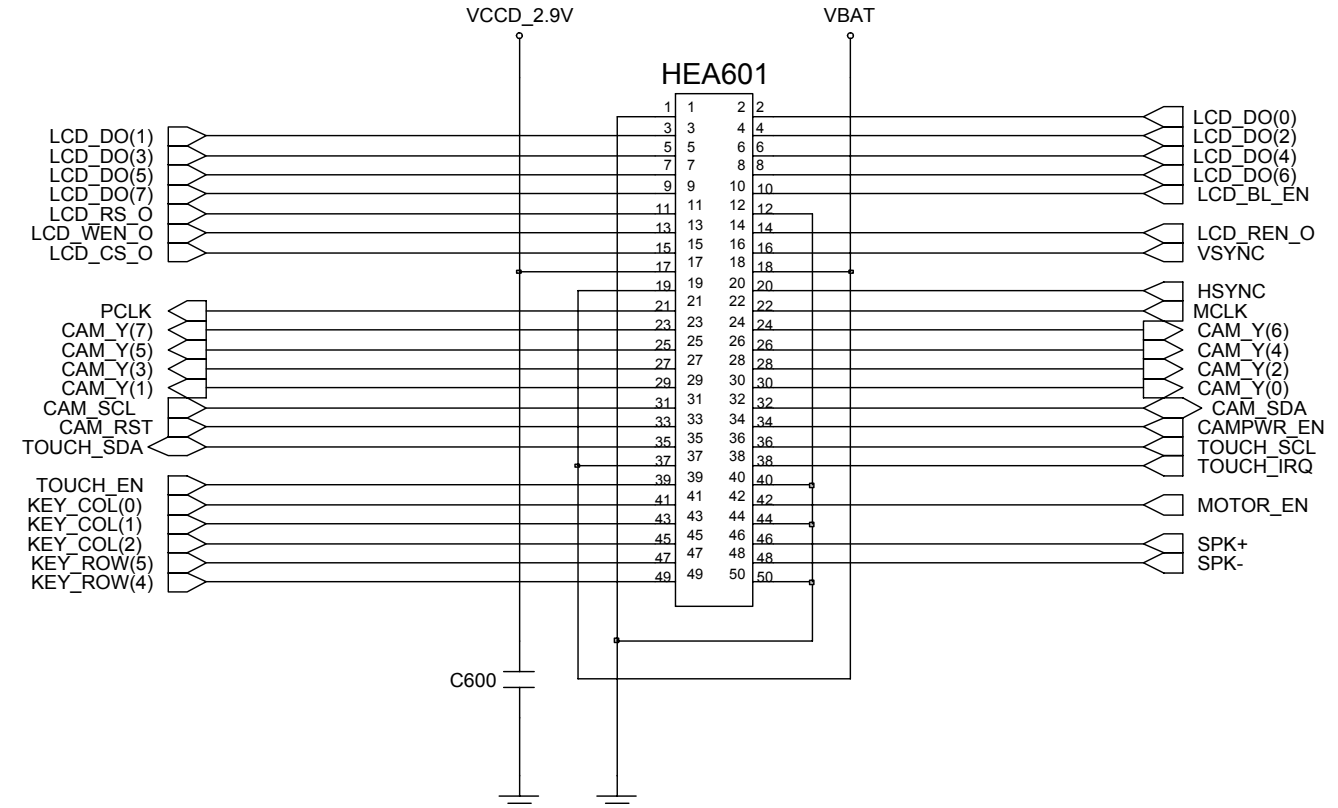 VCCD_2.9V VBAT
HEA601
1 1 2 2 LCD_DO(0)
LCD_DO(1) 3 3 4 4 LCD_DO(2)
LCD_DO(3) 5 5 6 6 LCD_DO(4)
LCD_DO(5) 7 7 8 8 LCD_DO(6)
LCD_DO(7) 9 9 10 10 LCD_BL_EN
LCD_RS_O 11 11 12 12
LCD_WEN_O 13 13 14 14 LCD_REN_O
LCD_CS_O 15 15 16 16 VSYNC
17 17 18 18
19 19 20 20 HSYNC
PCLK 21 21 22 22 MCLK
CAM_Y(7) 23 23 24 24 CAM_Y(6)
CAM_Y(5) 25 25 26 26 CAM_Y(4)
CAM_Y(3) 27 27 28 28 CAM_Y(2)
CAM_Y(1) 29 29 30 30 CAM_Y(0)
CAM_SCL 31 31 32 32 CAM_SDA
CAM_RST 33 33 34 34 CAMPWR_EN
TOUCH_SDA 35 35 36 36 TOUCH_SCL
37 37 38 38 TOUCH_IRQ
TOUCH_EN 39 39 40 40
KEY_COL(0) 41 41 42 42 MOTOR_EN
KEY_COL(1) 43 43 44 44
KEY_COL(2) 45 45 46 46 SPK+
KEY_ROW(5) 47 47 48 48 SPK-
KEY_ROW(4) 49 49 50 50
C600